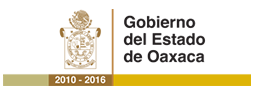 Gobierno
del Estado
de Oaxaca
2010 - 2016